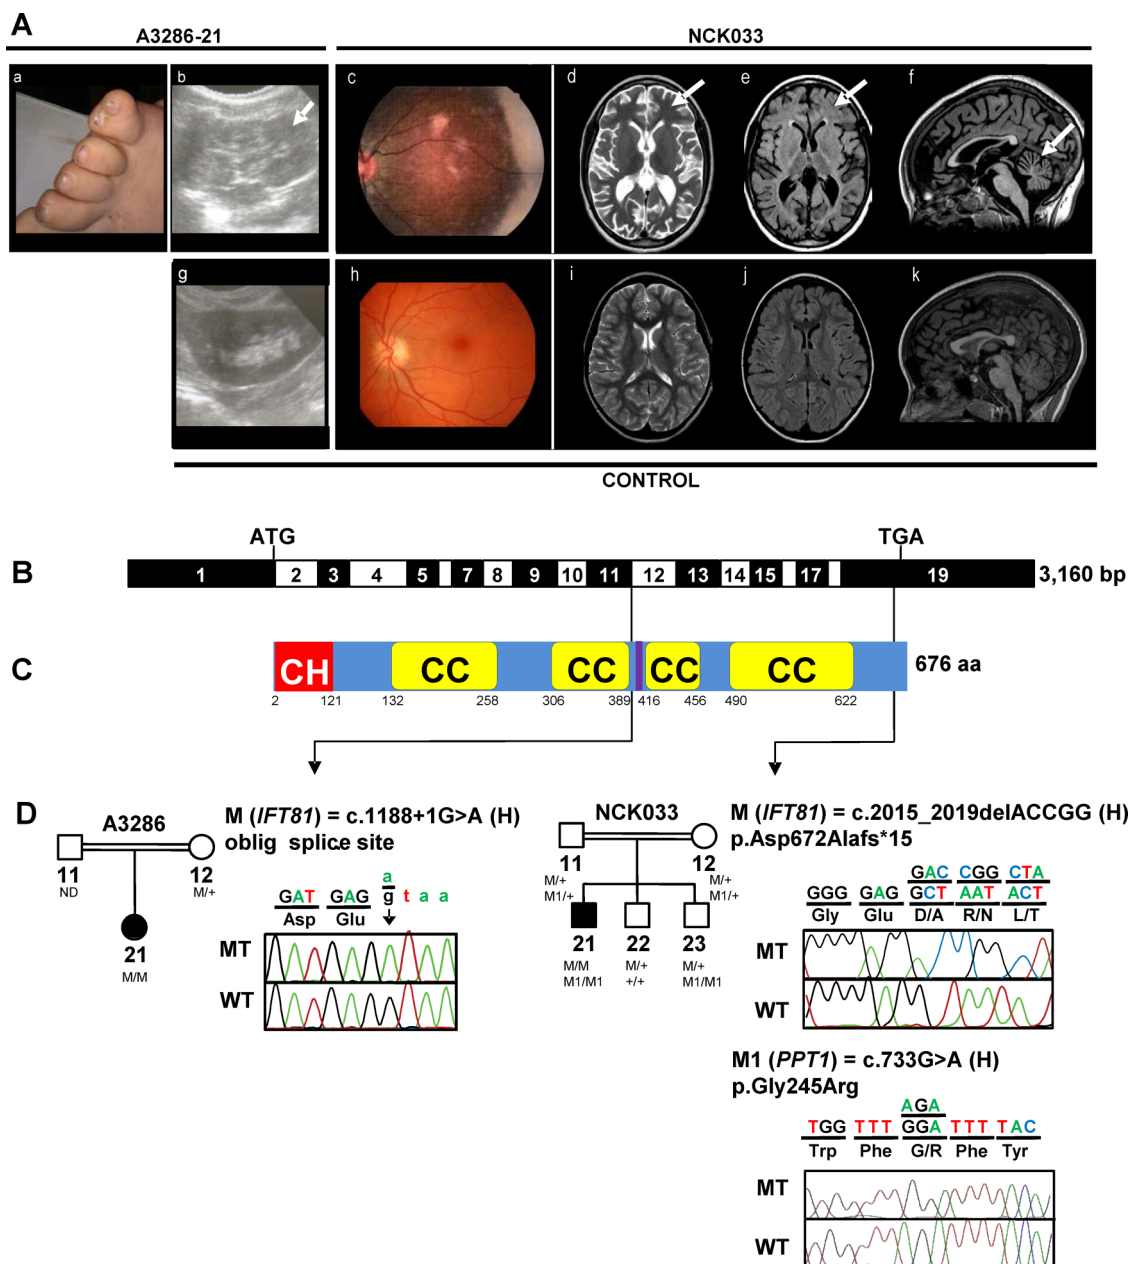 A
A3286-21
NCK033
a
b
c
d
e
f
g
h
i
j
k
CONTROL
ATG
TGA
B
1 2 3 4 5 7 8 9 10 11 12 13 14 15 17 19
3,160 bp
C
CH CC CC CC CC
676 aa
2 121 132 258 306 389 416 456 490 622
D
A3286
11
ND
12
M/+
21
M/M
M (IFT81) = c.1188+1G>A (H)
oblig splice site
a
GAT GAG g t a a
Asp Glu
MT
WT
NCK033
11
M/+
M1/+
12
M/+
M1/+
21
M/M
M1/M1
22
M/+
+/+
23
M/+
M1/M1
M (IFT81) = c.2015_2019delACCGG (H)
p.Asp672Alafs*15
GAC CGG CTA
GGG GAG GCT AAT ACT
Gly Glu D/A R/N L/T
MT
WT
M1 (PPT1) = c.733G>A (H)
p.Gly245Arg
AGA
TGG TTT GGA TTT TAC
Trp Phe G/R Phe Tyr
MT
WT